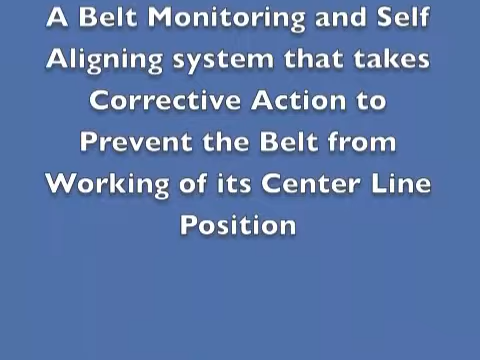 A Belt Monitoring and Self
Aligning system that takes
Corrective Action to
Prevent the Belt from
Working of its Center Line
Position